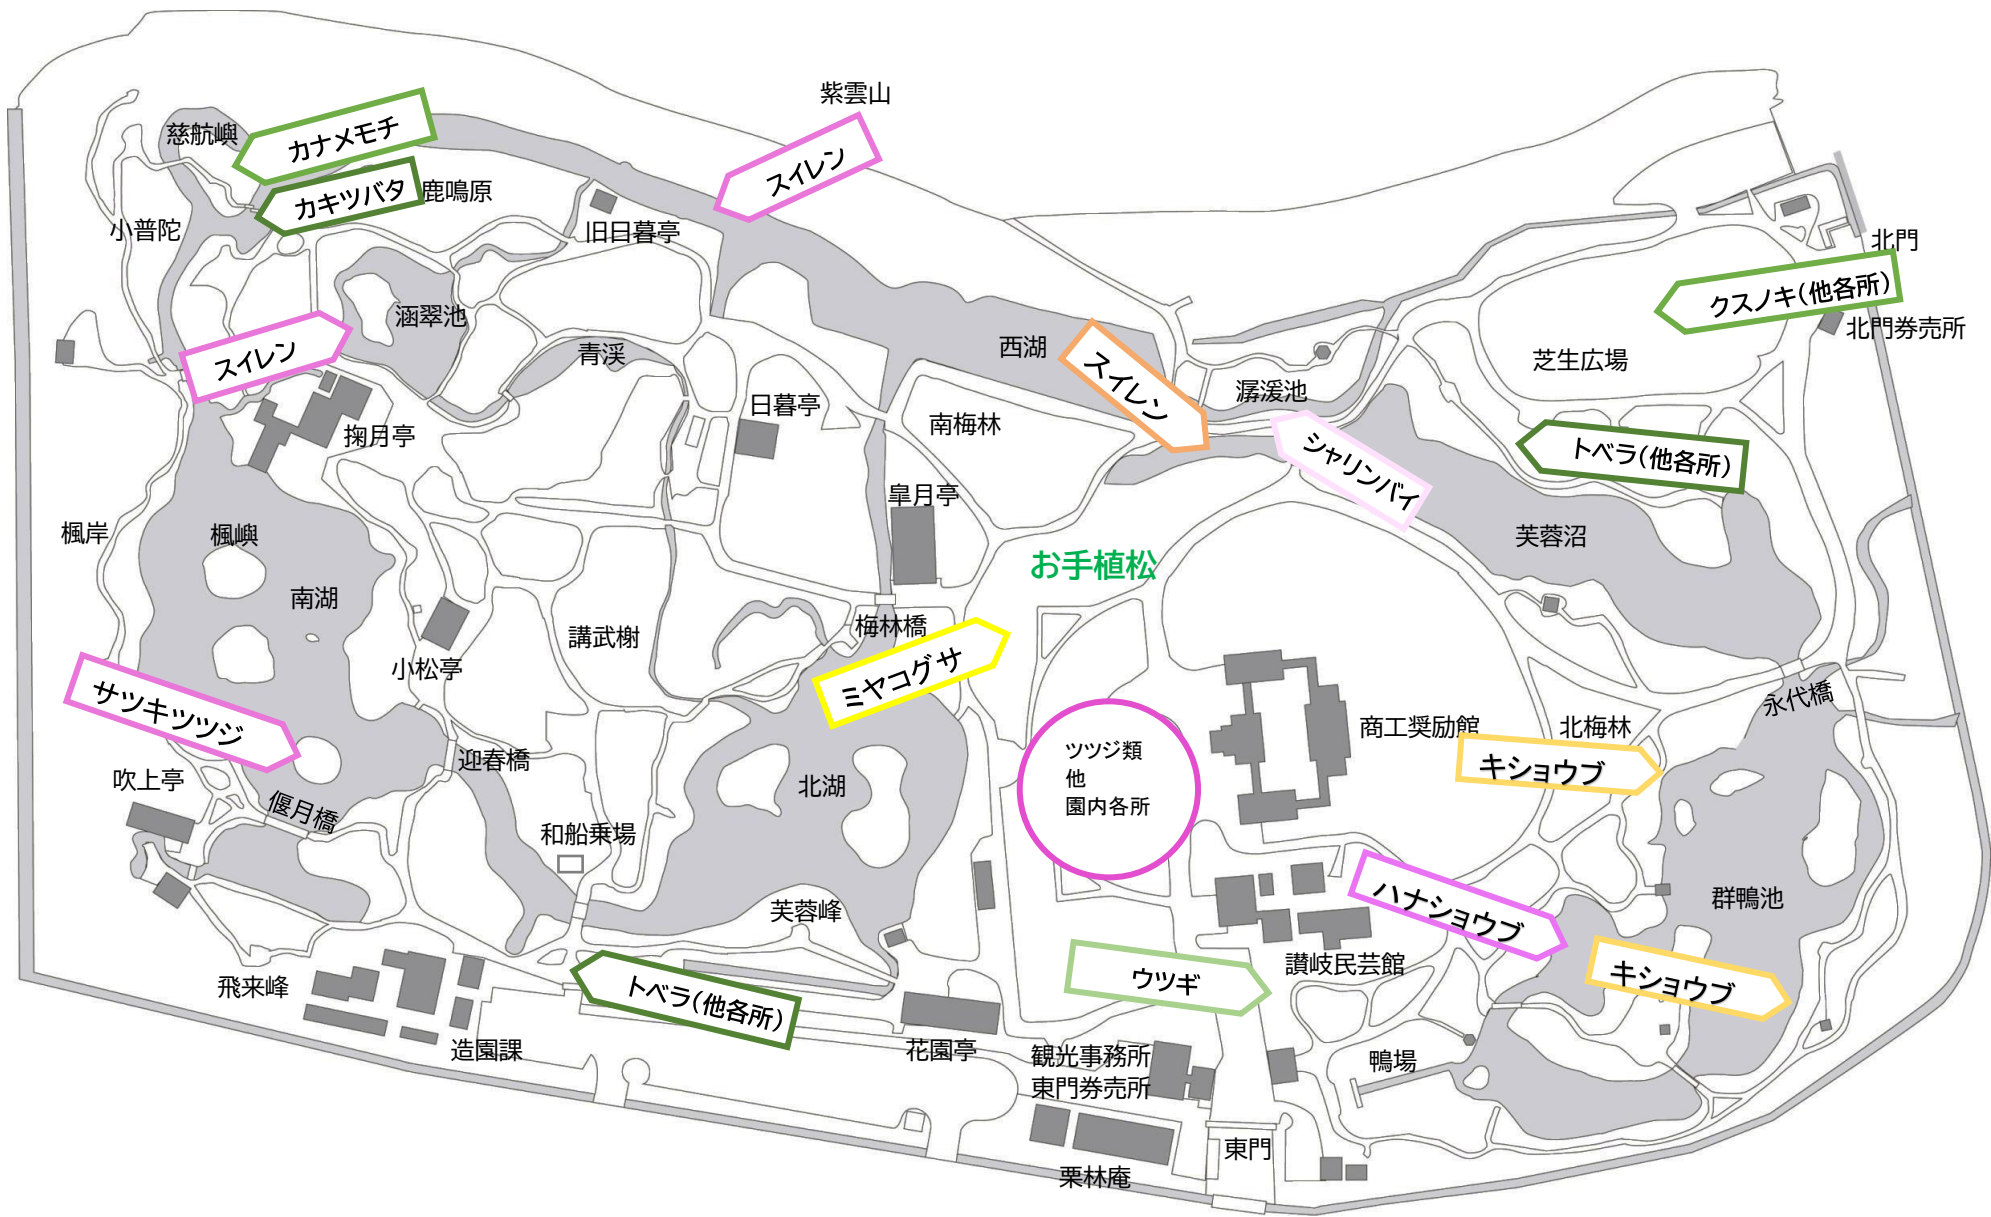 紫雲山
慈航嶼
カナメモチ
スイレン
カキツバタ
鹿鳴原
小普陀
旧日暮亭
北門
クスノキ(他各所)
北門券売所
涵翠池
スイレン
青渓
西湖
スイレン
潺湲池
芝生広場
日暮亭
南梅林
掬月亭
シャリンバイ
トベラ(他各所)
皐月亭
楓岸
楓嶼
お手植松
芙蓉沼
南湖
講武榭
梅林橋
小松亭
ミヤコグサ
サツキツツジ
永代橋
商工奨励館
北梅林
ツツジ類
他
園内各所
迎春橋
キショウブ
吹上亭
偃月橋
北湖
和船乗場
ハナショウブ
群鴨池
芙蓉峰
讃岐民芸館
ウツギ
キショウブ
飛来峰
トベラ(他各所)
造園課
花園亭
観光事務所
東門券売所
鴨場
東門
栗林庵